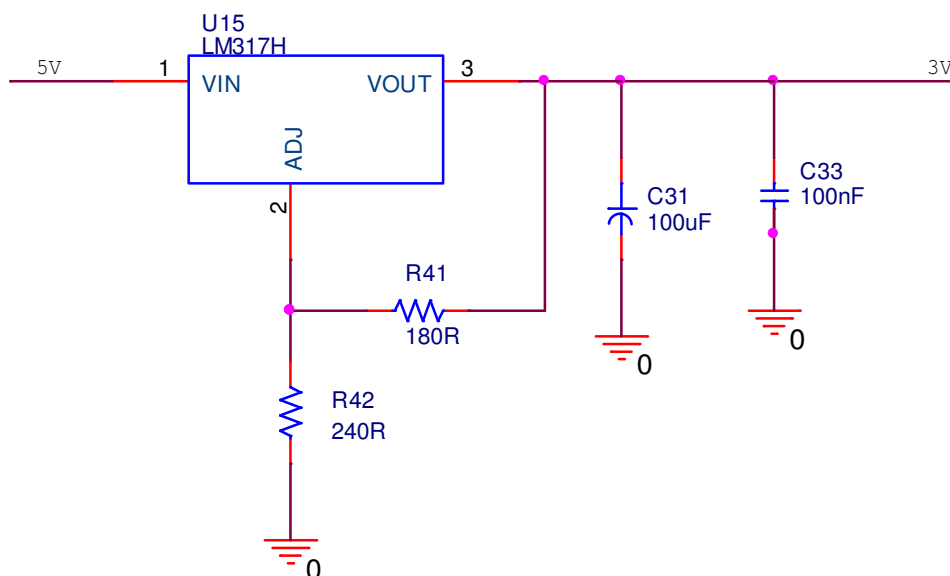 U15
LM317H
5V
1
VIN
VOUT
3
3V
ADJ
2
C31
100uF
C33
100nF
R41
180R
0
0
R42
240R
0